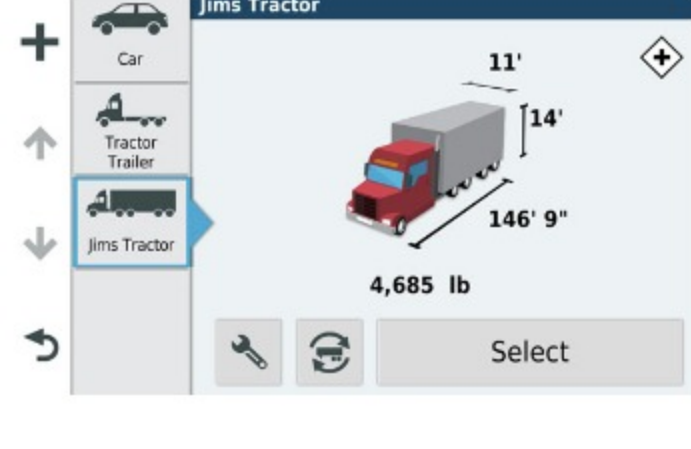 Jims Tractor
Car
11'
14'
Tractor
Trailer
Jims Tractor
146' 9"
4,685 lb
Select